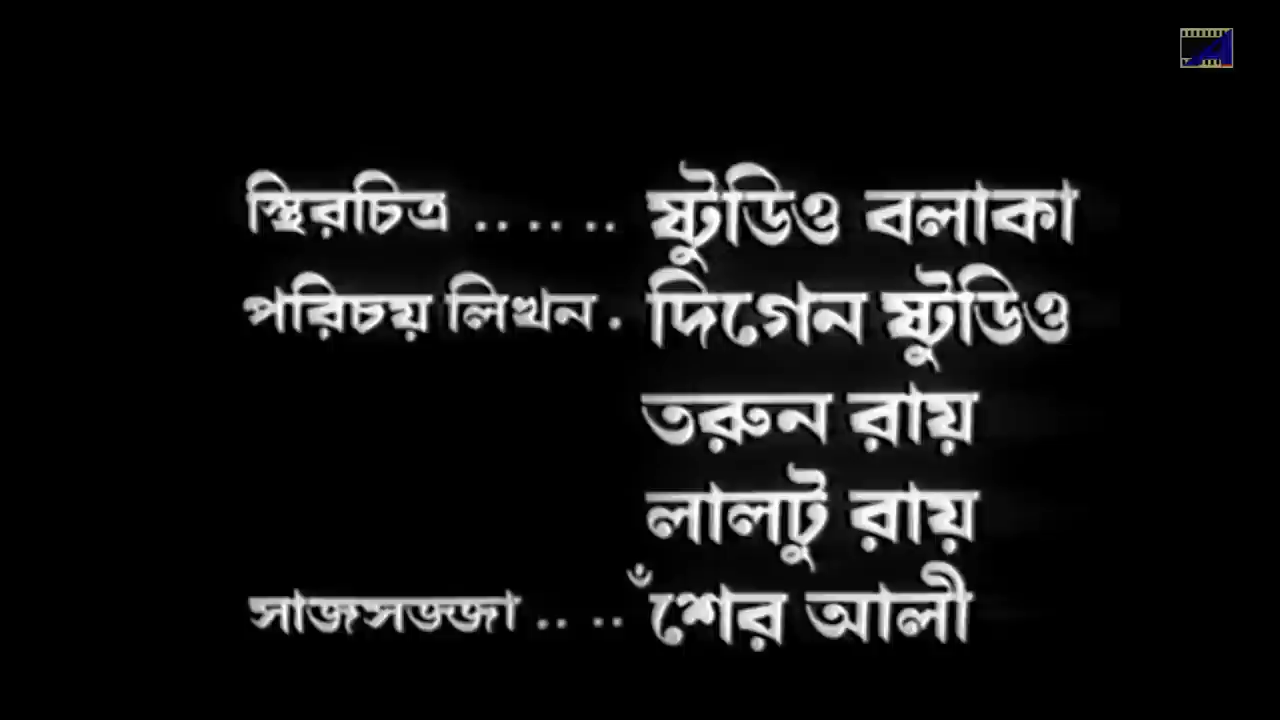 স্থিরচিত্র ...... ষ্টুডিও বলাকা
পরিচয় লিখন . দিগেন ষ্টুডিও
তরুন রায়
লালটু রায়
সাজসজ্জা .... ঁশের আলী